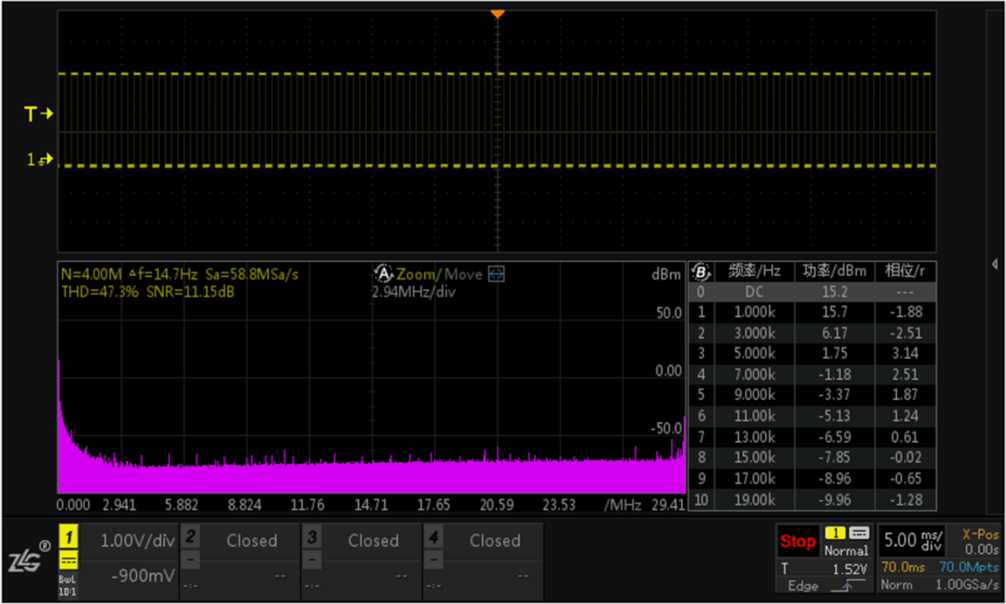 T
1
N=4.00M ▵f=14.7Hz Sa=58.8MSa/s
THD=47.3% SNR=11.15dB
A Zoom/ Move
2.94MHz/div
dBm
50.0
0.00
-50.0
0.000 2.941 5.882 8.824 11.76 14.71 17.65 20.59 23.53 /MHz 29.41
B 频率/Hz 功率/dBm 相位/r
0 DC 15.2 ---
1 1.000k 15.7 -1.88
2 3.000k 6.17 -2.51
3 5.000k 1.75 3.14
4 7.000k -1.18 2.51
5 9.000k -3.37 1.87
6 11.00k -5.13 1.24
7 13.00k -6.59 0.61
8 15.00k -7.85 -0.02
9 17.00k -8.96 -0.65
10 19.00k -9.96 -1.28
ZLG®
1 1.00V/div
-900mV
BwL
10:1
2 Closed
-:- --
3 Closed
-:- --
4 Closed
-:- --
Stop 1
Normal
T 1.52V
Edge
5.00 ms/div
X-Pos
0.00s
70.0ms 70.0Mpts
Norm 1.00GSa/s